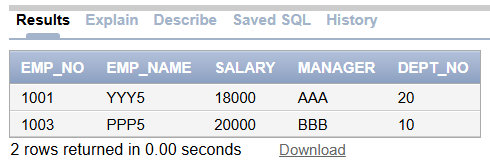 Results Explain Describe Saved SQL History
EMP_NO EMP_NAME SALARY MANAGER DEPT_NO
1001 YYY5 18000 AAA 20
1003 PPP5 20000 BBB 10
2 rows returned in 0.00 seconds Download